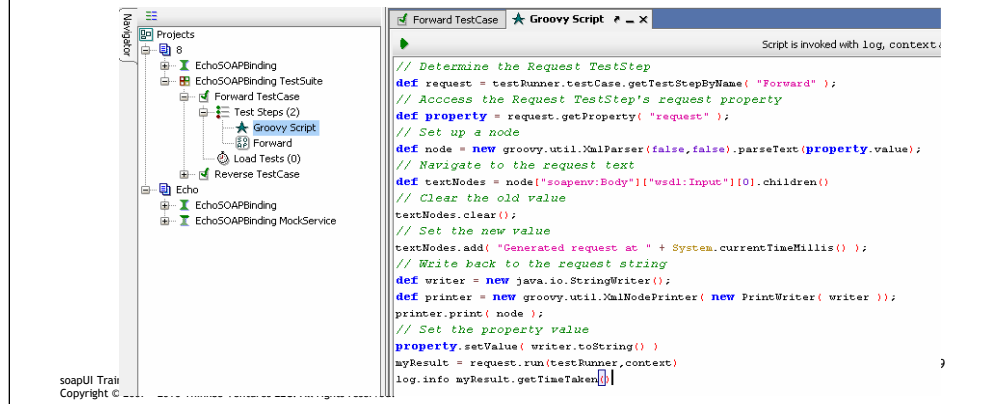 Navigator
Projects
8
EchoSOAPBinding
EchoSOAPBinding TestSuite
Forward TestCase
Test Steps (2)
Groovy Script
Forward
Load Tests (0)
Reverse TestCase
Echo
EchoSOAPBinding
EchoSOAPBinding MockService
Forward TestCase Groovy Script
Script is invoked with log, context
// Determine the Request TestStep
def request = testRunner.testCase.getTestStepByName( "Forward" );
// Acccess the Request TestStep's request property
def property = request.getProperty( "request" );
// Set up a node
def node = new groovy.util.XmlParser(false,false).parseText(property.value);
// Navigate to the request text
def textNodes = node["soapenv:Body"]["wsdl:Input"][0].children()
// Clear the old value
textNodes.clear();
// Set the new value
textNodes.add( "Generated request at " + System.currentTimeMillis() );
// Write back to the request string
def writer = new java.io.StringWriter();
def printer = new groovy.util.XmlNodePrinter( new PrintWriter( writer ));
printer.print( node );
// Set the property value
property.setValue( writer.toString() )
myResult = request.run(testRunner,context)
log.info myResult.getTimeTaken()
9
soapUI Trai
Copyright ©